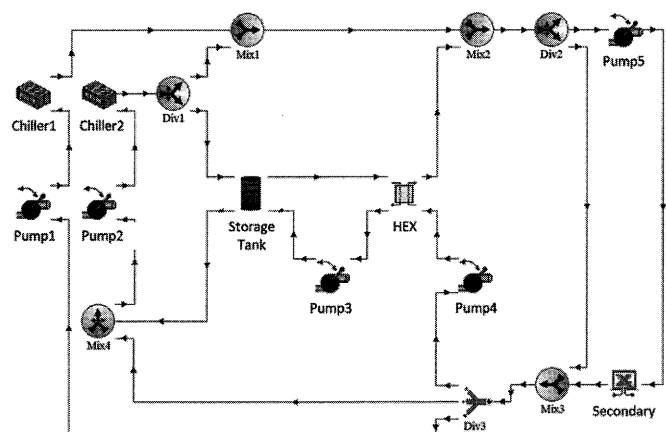 Mix1
Mix2
Div2
Pump5
Chiller1
Chiller2
Div1
Pump1
Pump2
Storage
Tank
HEX
Pump3
Pump4
Mix4
Div3
Mix3
Secondary